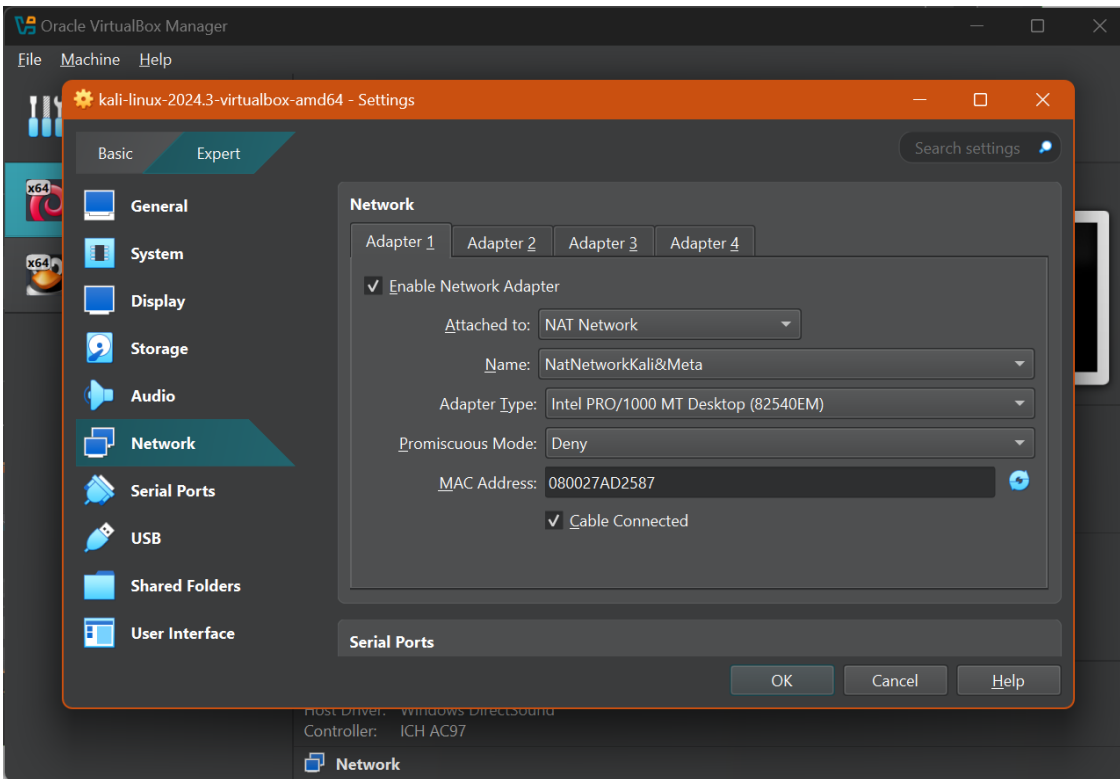 Oracle VirtualBox Manager
File Machine Help
kali-linux-2024.3-virtualbox-amd64 - Settings
Basic Expert Search settings
x64
x64
General
System
Display
Storage
Audio
Network
Serial Ports
USB
Shared Folders
User Interface
Network
Adapter 1 Adapter 2 Adapter 3 Adapter 4
Enable Network Adapter
Attached to: NAT Network
Name: NatNetworkKali&Meta
Adapter Type: Intel PRO/1000 MT Desktop (82540EM)
Promiscuous Mode: Deny
MAC Address: 080027AD2587
Cable Connected
Serial Ports
OK Cancel Help
Host Driver: Windows DirectSound
Controller: ICH AC97
Network